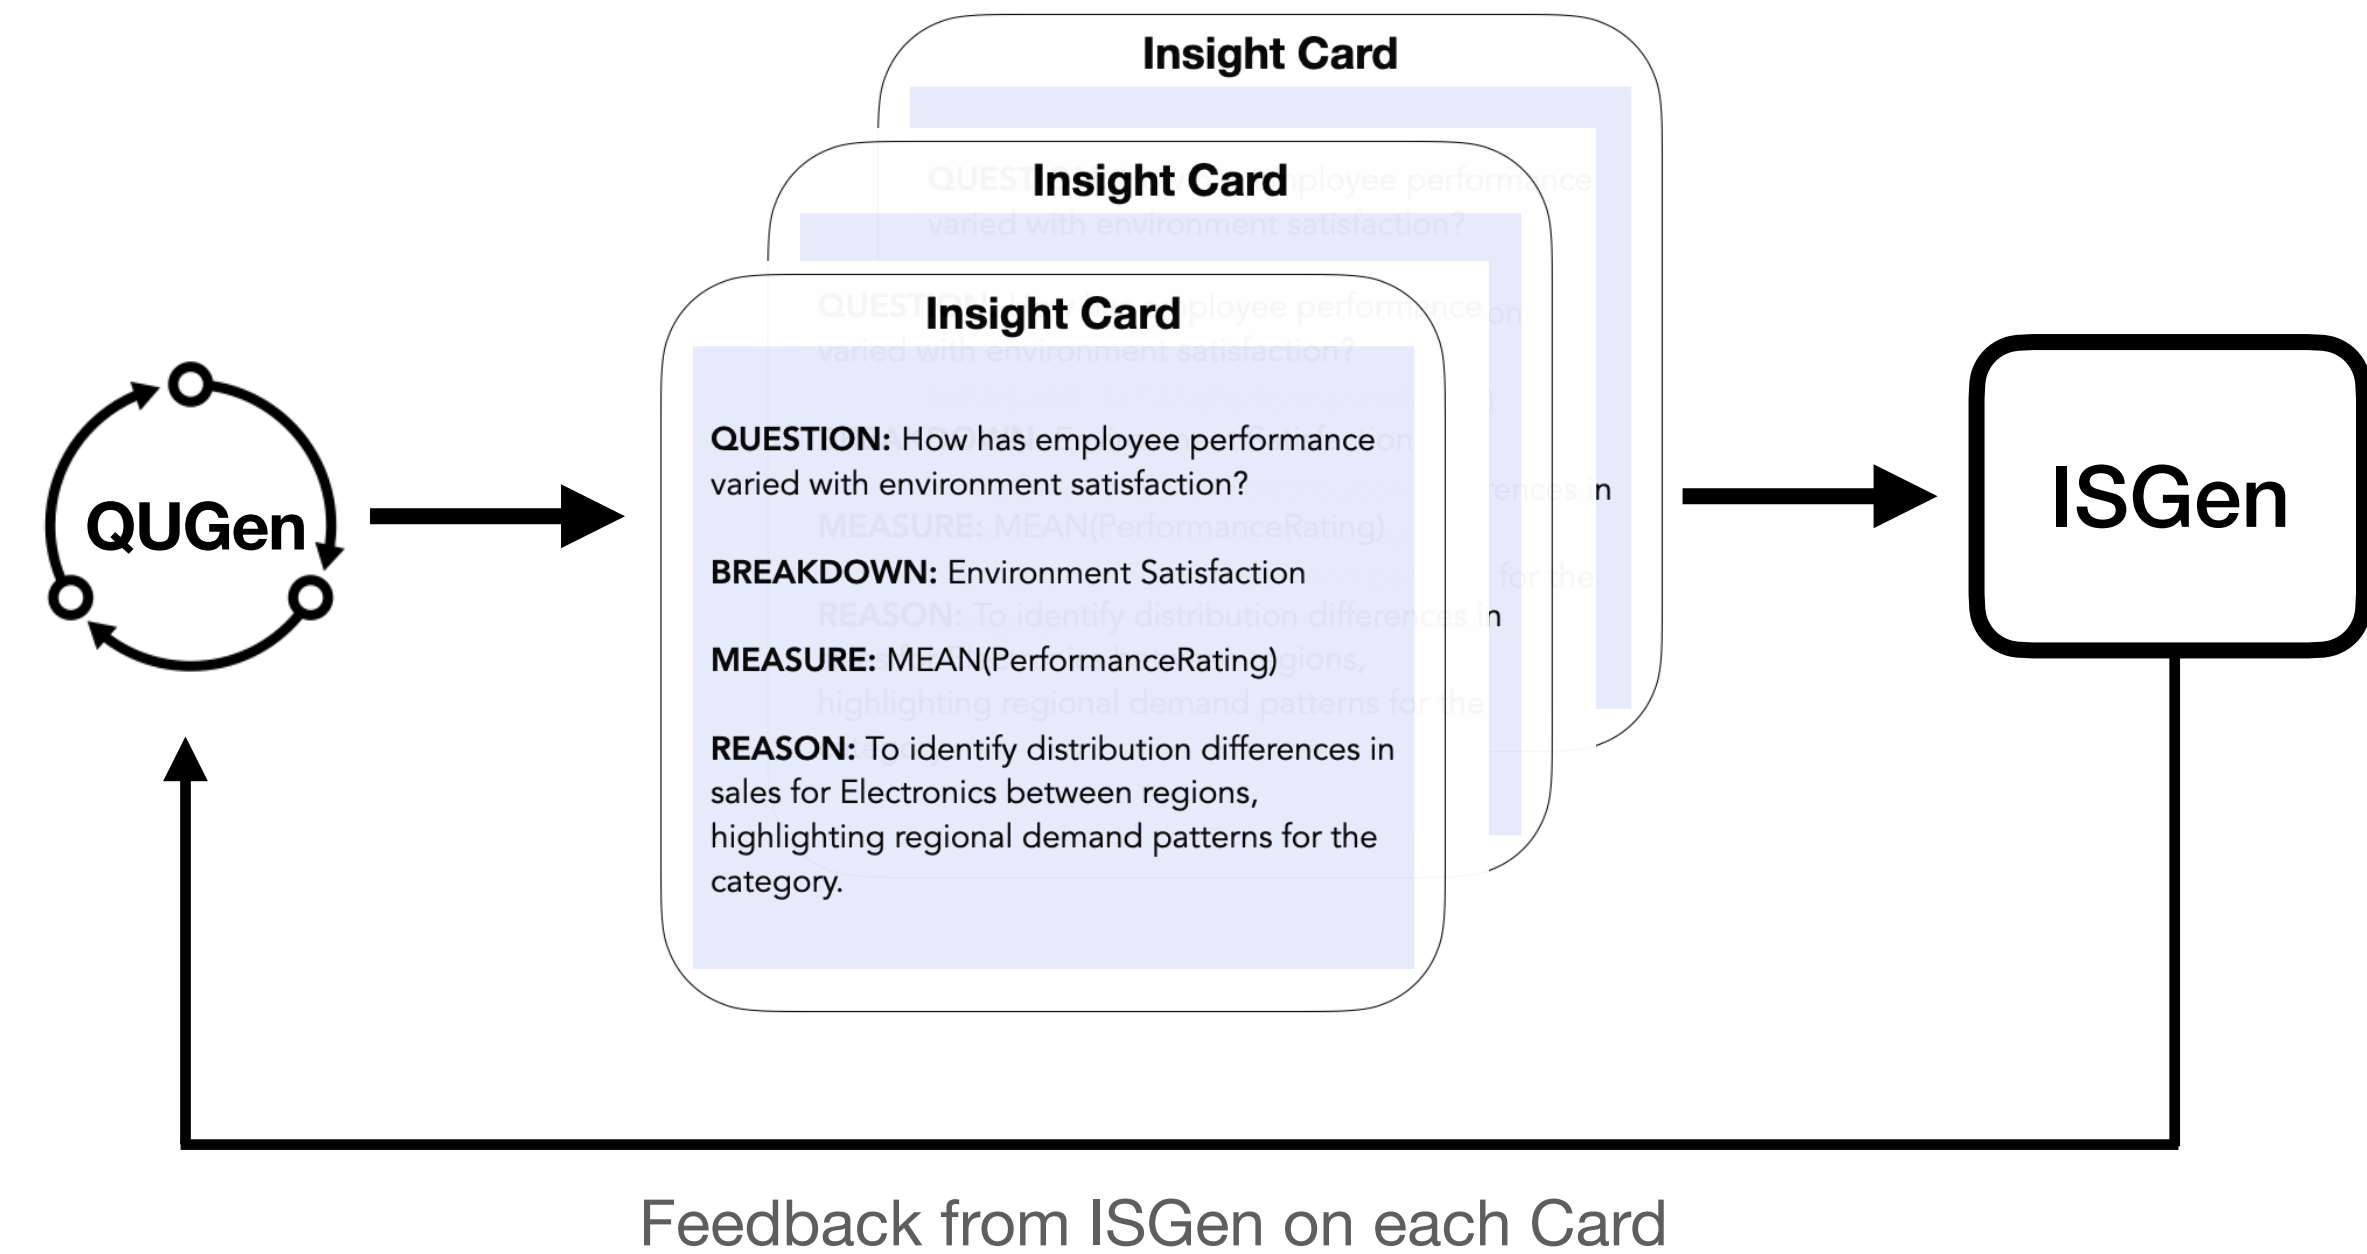 Insight Card
Insight Card
Insight Card
QUESTION: How has employee performance
varied with environment satisfaction?
BREAKDOWN: Environment Satisfaction
MEASURE: MEAN(PerformanceRating)
REASON: To identify distribution differences in
sales for Electronics between regions,
highlighting regional demand patterns for the
category.
QUGen
ISGen
Feedback from ISGen on each Card